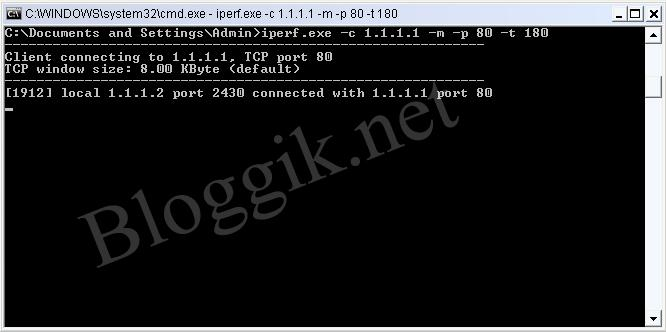 C:\WINDOWS\system32\cmd.exe - iperf.exe -c 1.1.1.1 -m -p 80 -t 180
C:\Documents and Settings\Admin>iperf.exe -c 1.1.1.1 -m -p 80 -t 180
------------------------------------------------------------
Client connecting to 1.1.1.1, TCP port 80
TCP window size: 8.00 KByte (default)
------------------------------------------------------------
[1912] local 1.1.1.2 port 2430 connected with 1.1.1.1 port 80
Bloggik.net